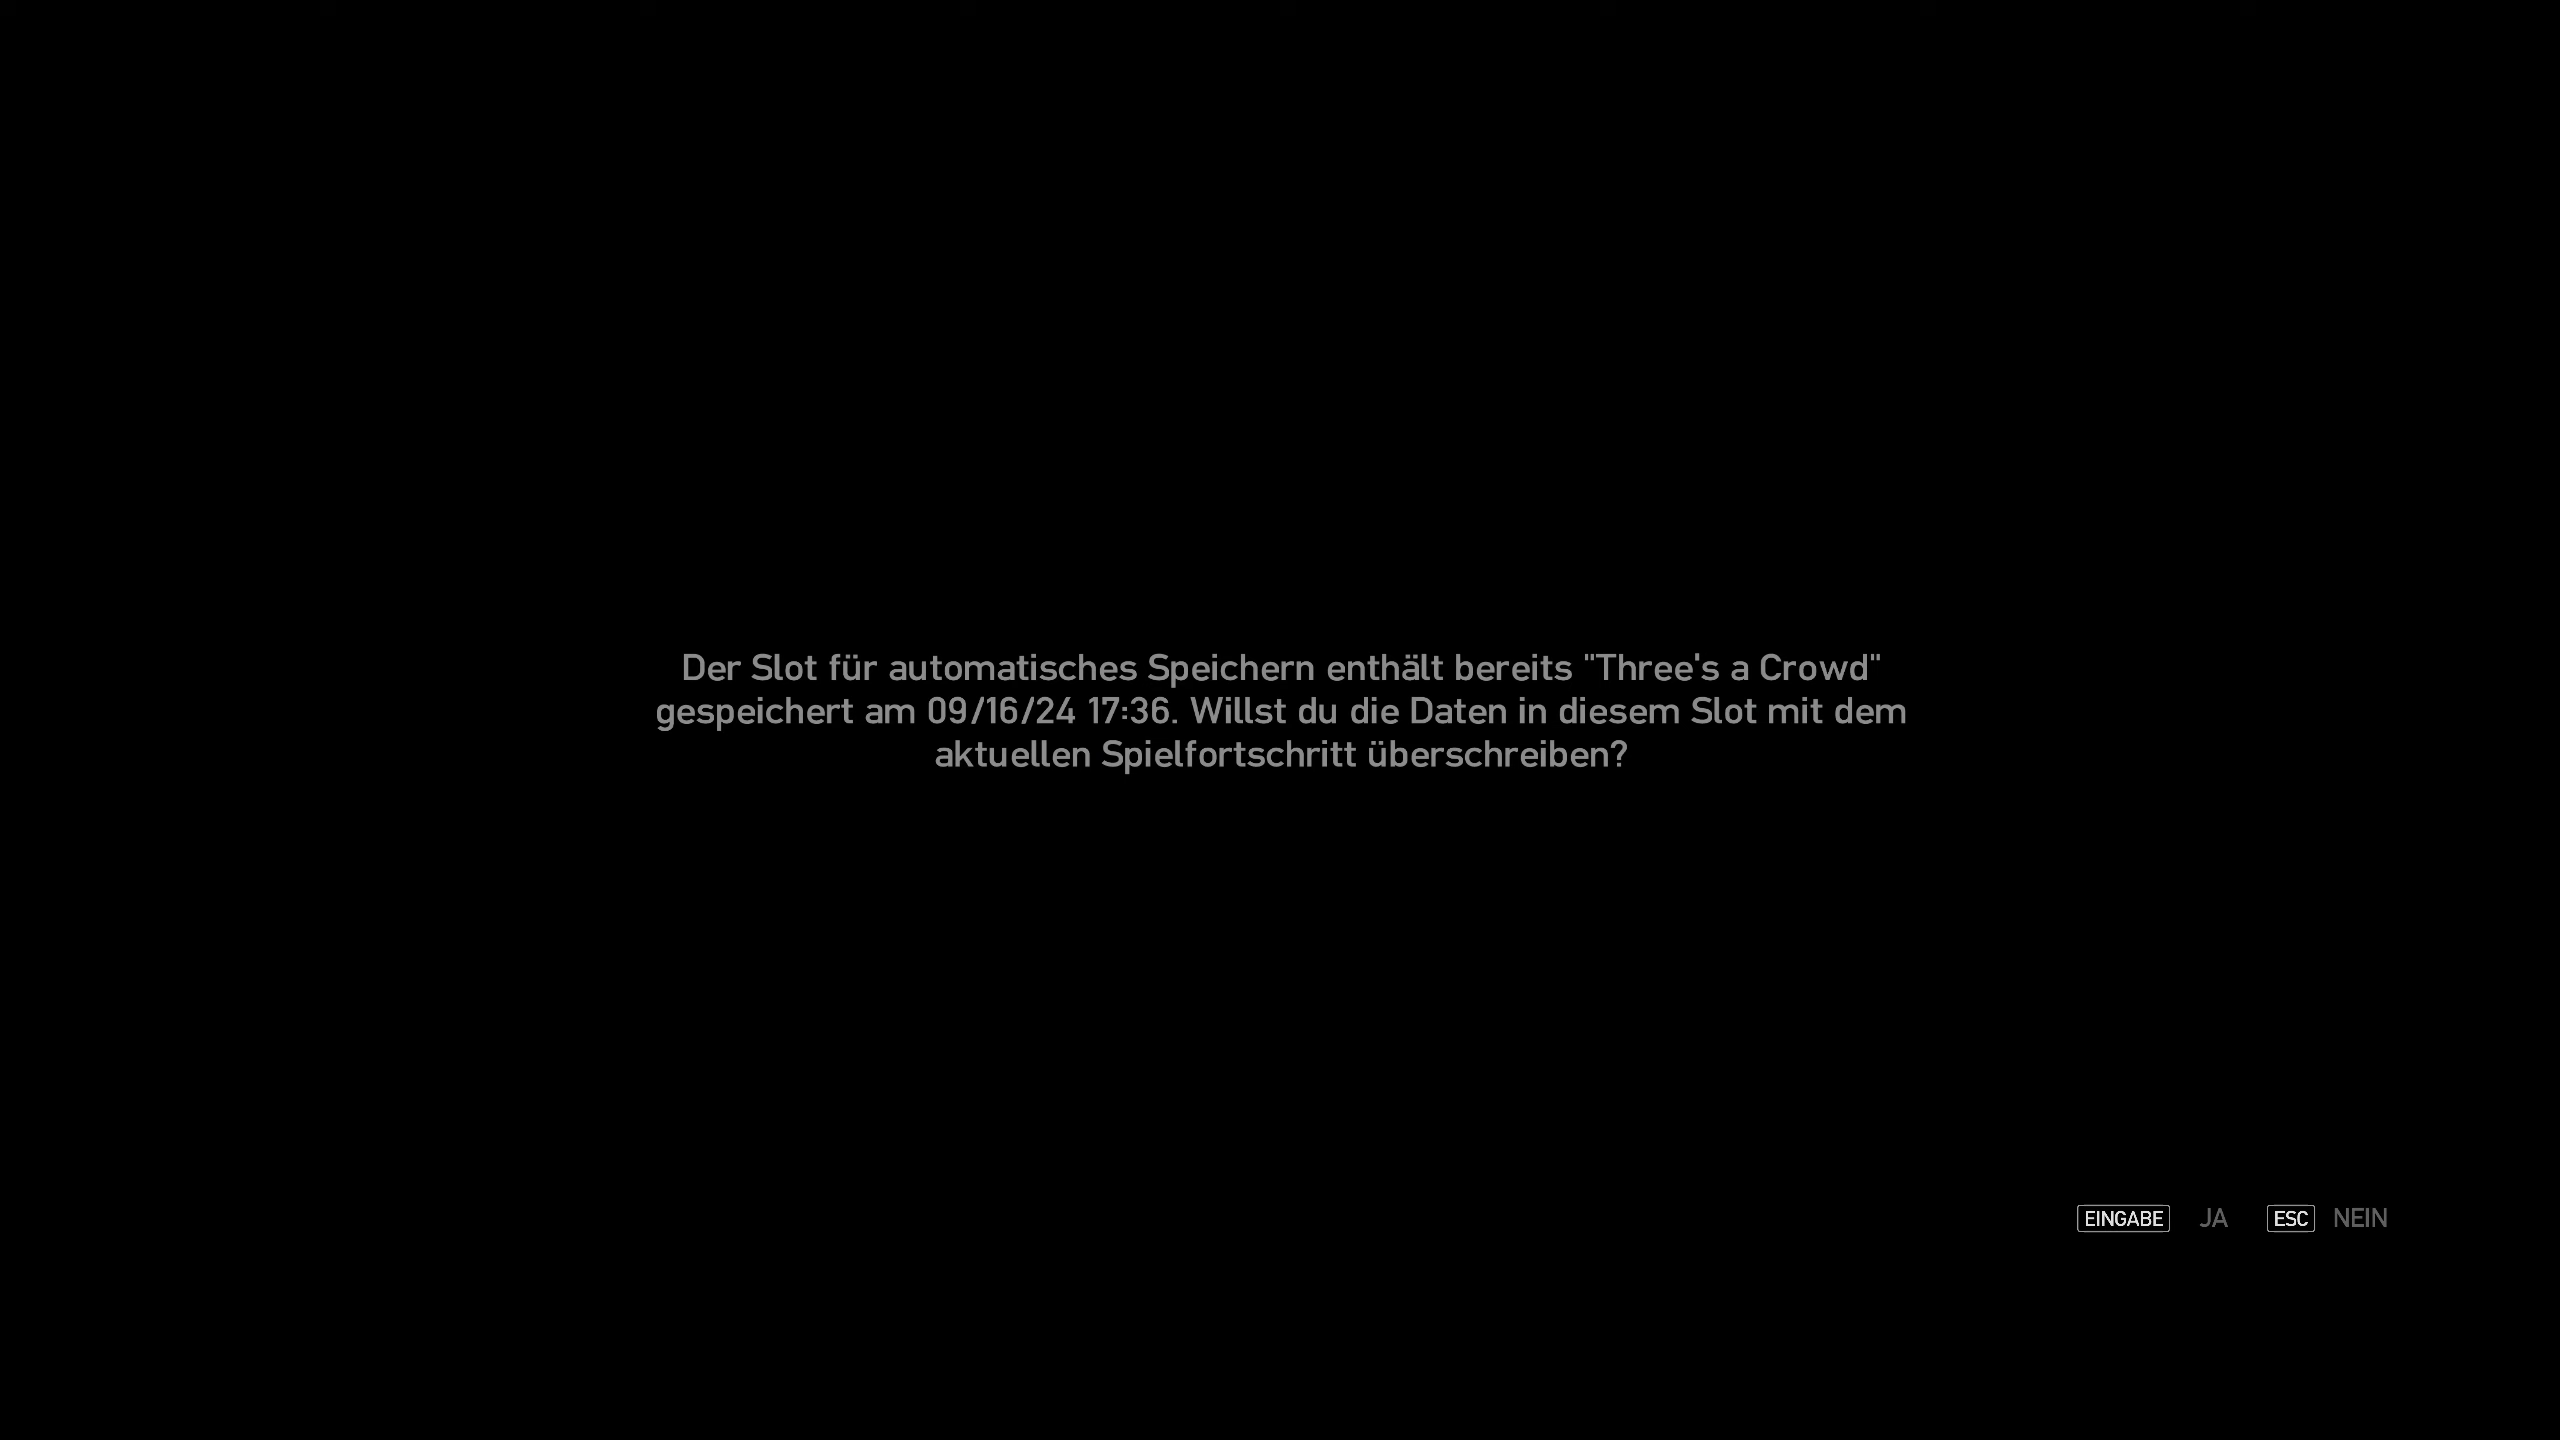 Der Slot für automatisches Speichern enthält bereits "Three's a Crowd"
gespeichert am 09/16/24 17:36. Willst du die Daten in diesem Slot mit dem
aktuellen Spielfortschritt überschreiben?
EINGABE JA ESC NEIN